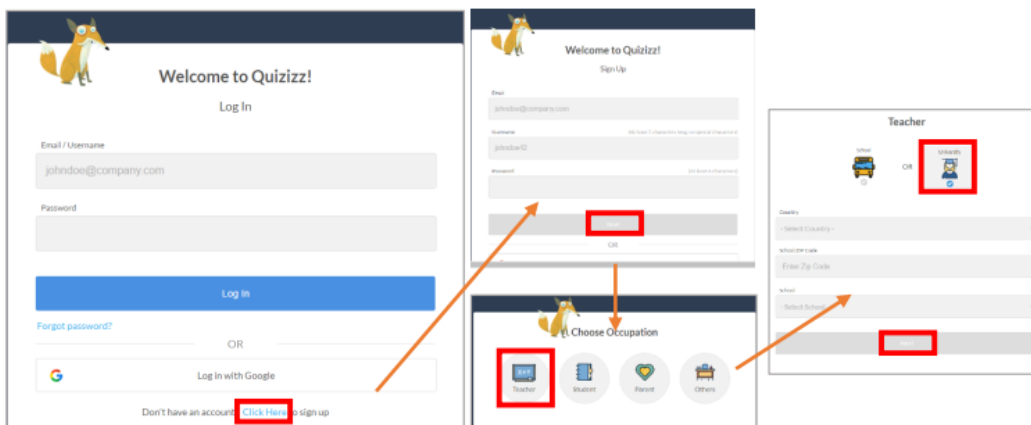 Welcome to Quizizz!
Log In
Email / Username
johndoe@company.com
Password
Log In
Forgot password?
OR
Log in with Google
Don't have an account Click Here o sign up
Welcome to Quizizz!
Sign Up
Email
johndoe@company.com
Username
johndoe42
Password
Next
OR
Choose Occupation
Teacher
Student
Parent
Others
Teacher
School
OR
University
Country
- Select Country -
School ZIP Code
Enter Zip Code
School
- Select School
Next